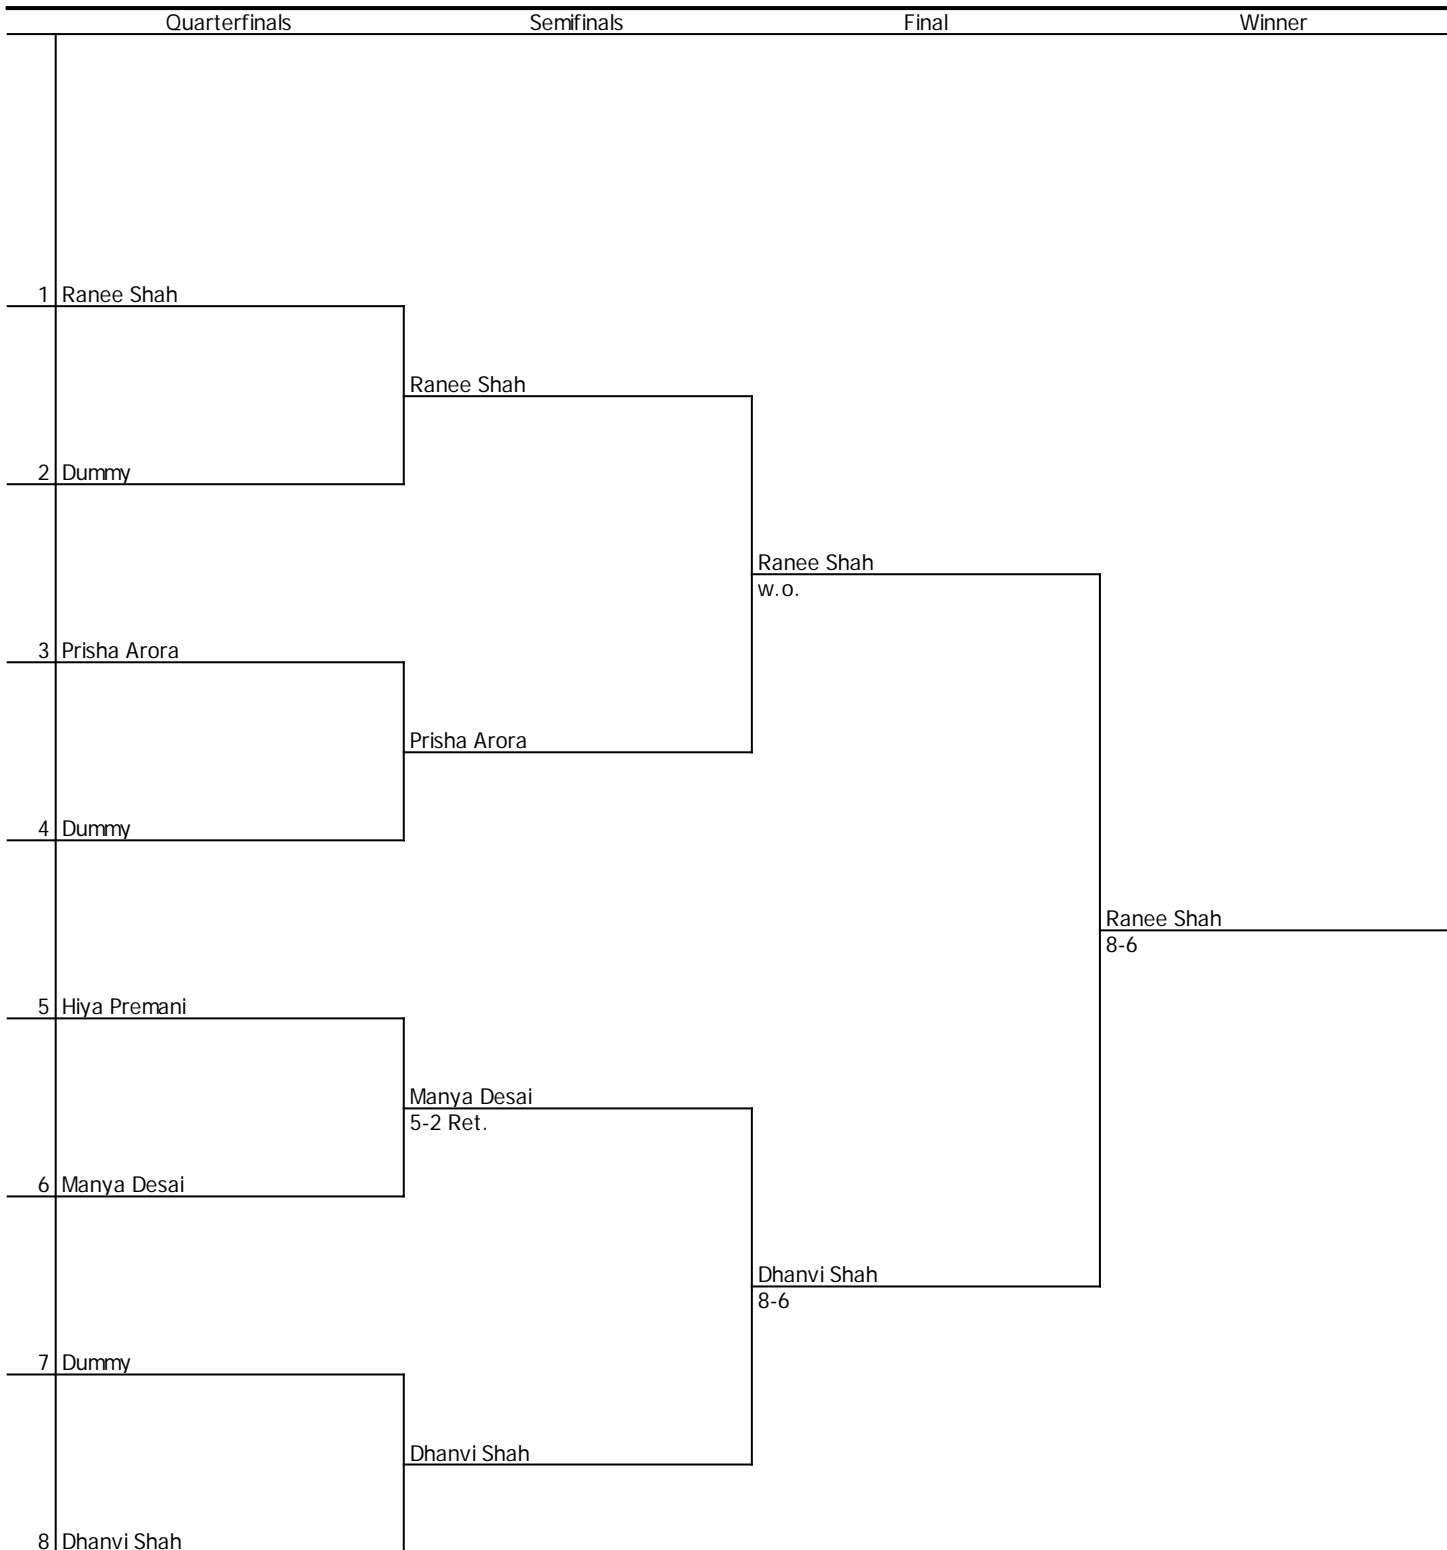 Quarterfinals Semifinals Final Winner
1 Ranee Shah
Ranee Shah
2 Dummy
Ranee Shah
w.o.
3 Prisha Arora
Prisha Arora
4 Dummy
Ranee Shah
8-6
5 Hiya Premani
Manya Desai
5-2 Ret.
6 Manya Desai
Dhanvi Shah
8-6
7 Dummy
Dhanvi Shah
8 Dhanvi Shah